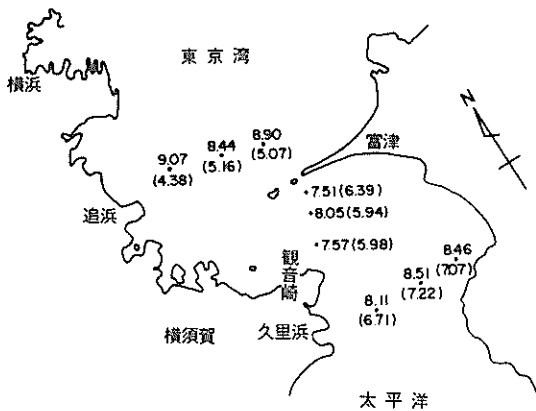 東京湾
横浜
N
富津
8.90
(5.07)
8.44
(5.16)
9.07
(4.38)
7.51(6.39)
8.05(5.94)
追浜
7.57(5.98)
観音崎
8.46
(7.07)
8.51
(7.22)
8.11
(6.71)
横須賀
久里浜
太平洋